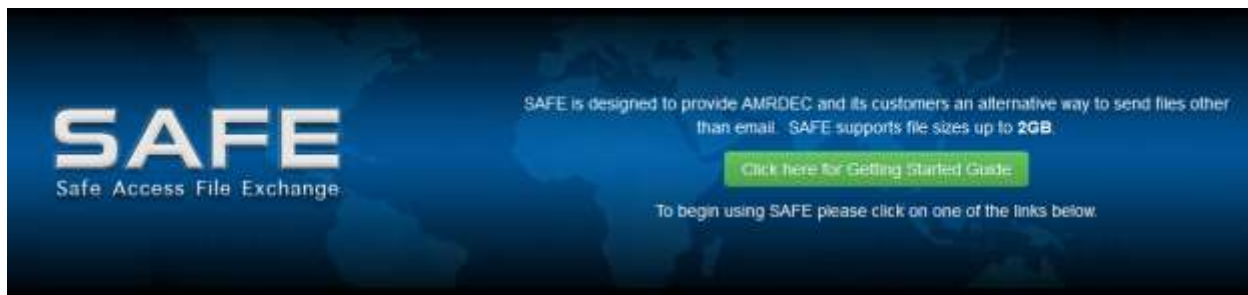 SAFE
Safe Access File Exchange
SAFE is designed to provide AMRDEC and its customers an alternative way to send files other
than email. SAFE supports file sizes up to 2GB.
Click here for Getting Started Guide
To begin using SAFE please click on one of the links below.